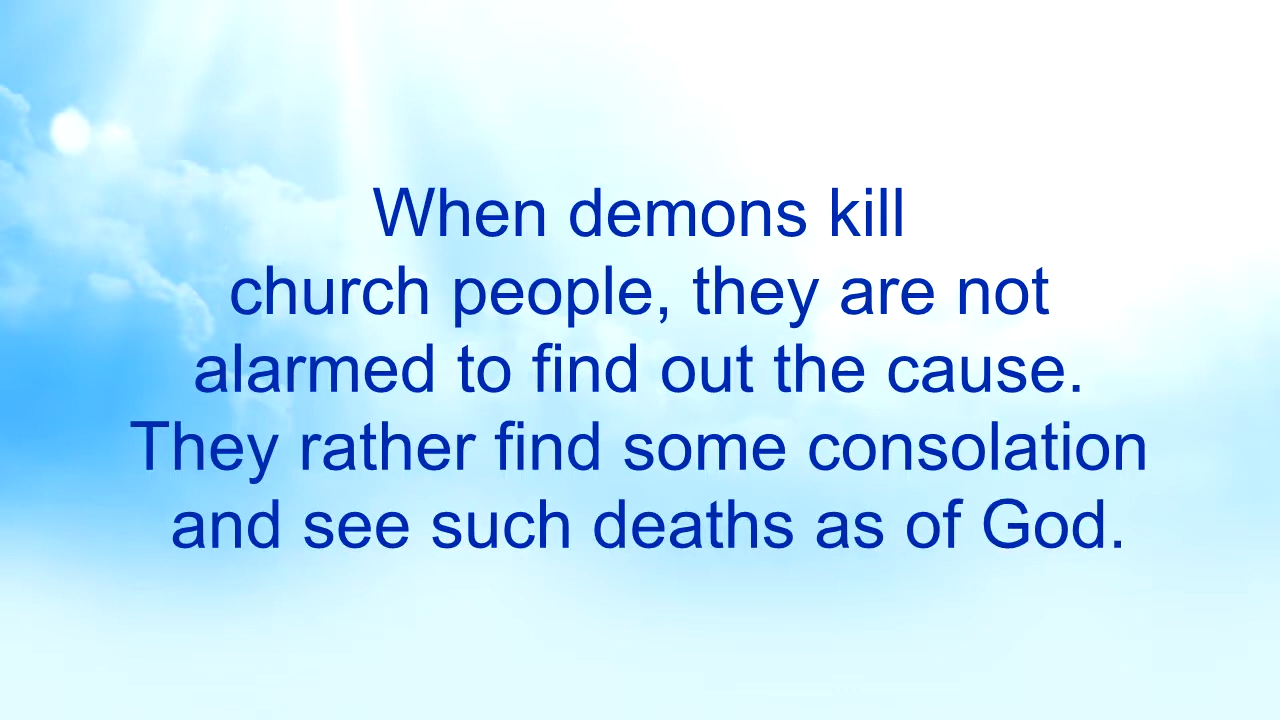 When demons kill
church people, they are not
alarmed to find out the cause.
They rather find some consolation
and see such deaths as of God.